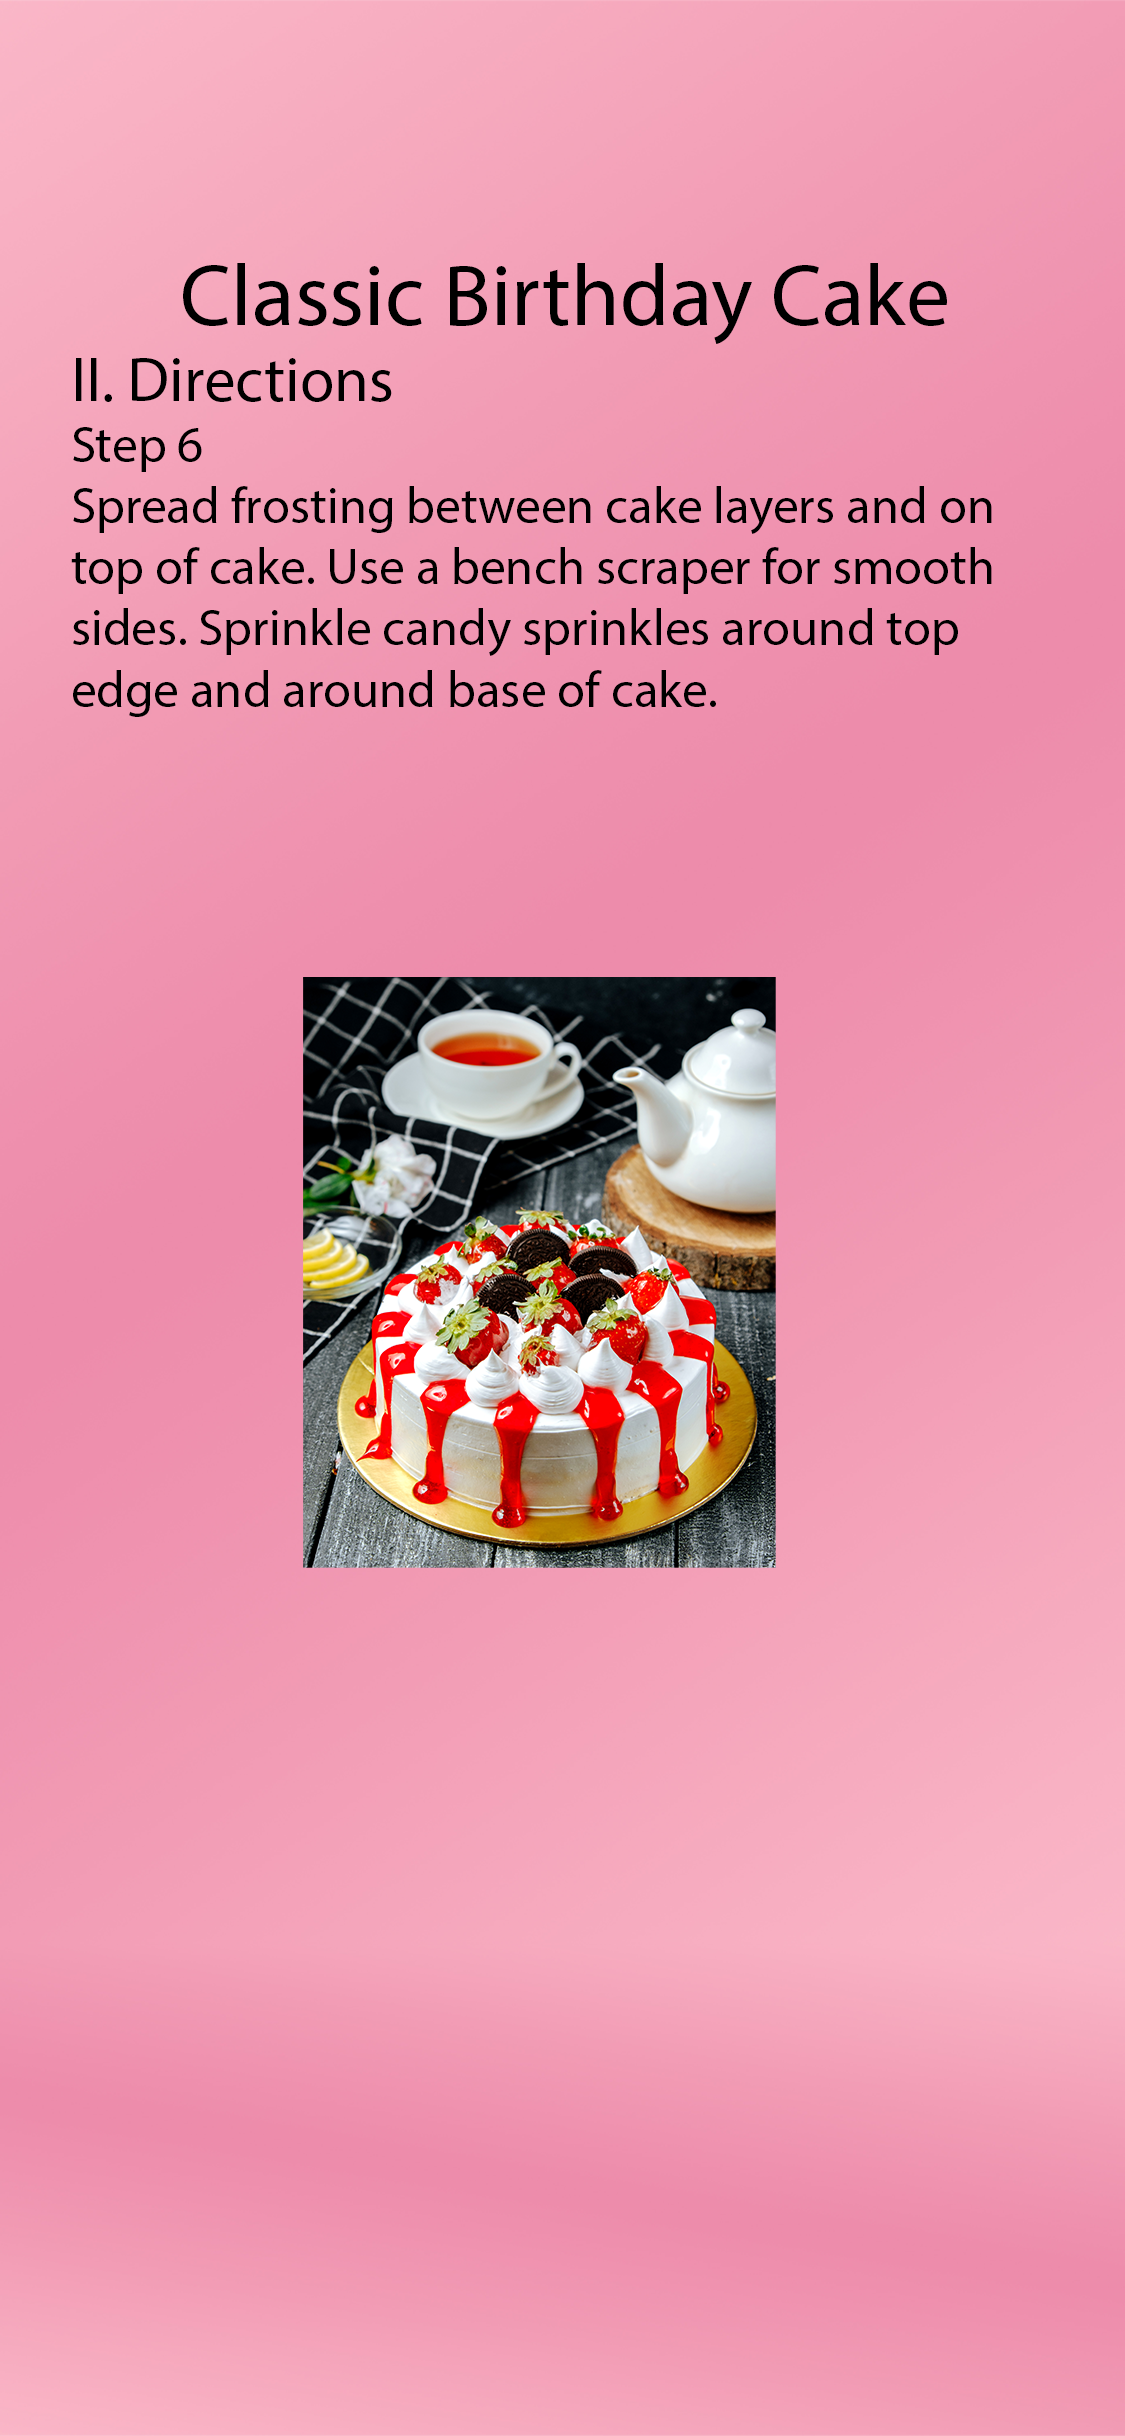 Classic Birthday Cake
II. Directions
Step 6
Spread frosting between cake layers and on
top of cake. Use a bench scraper for smooth
sides. Sprinkle candy sprinkles around top
edge and around base of cake.